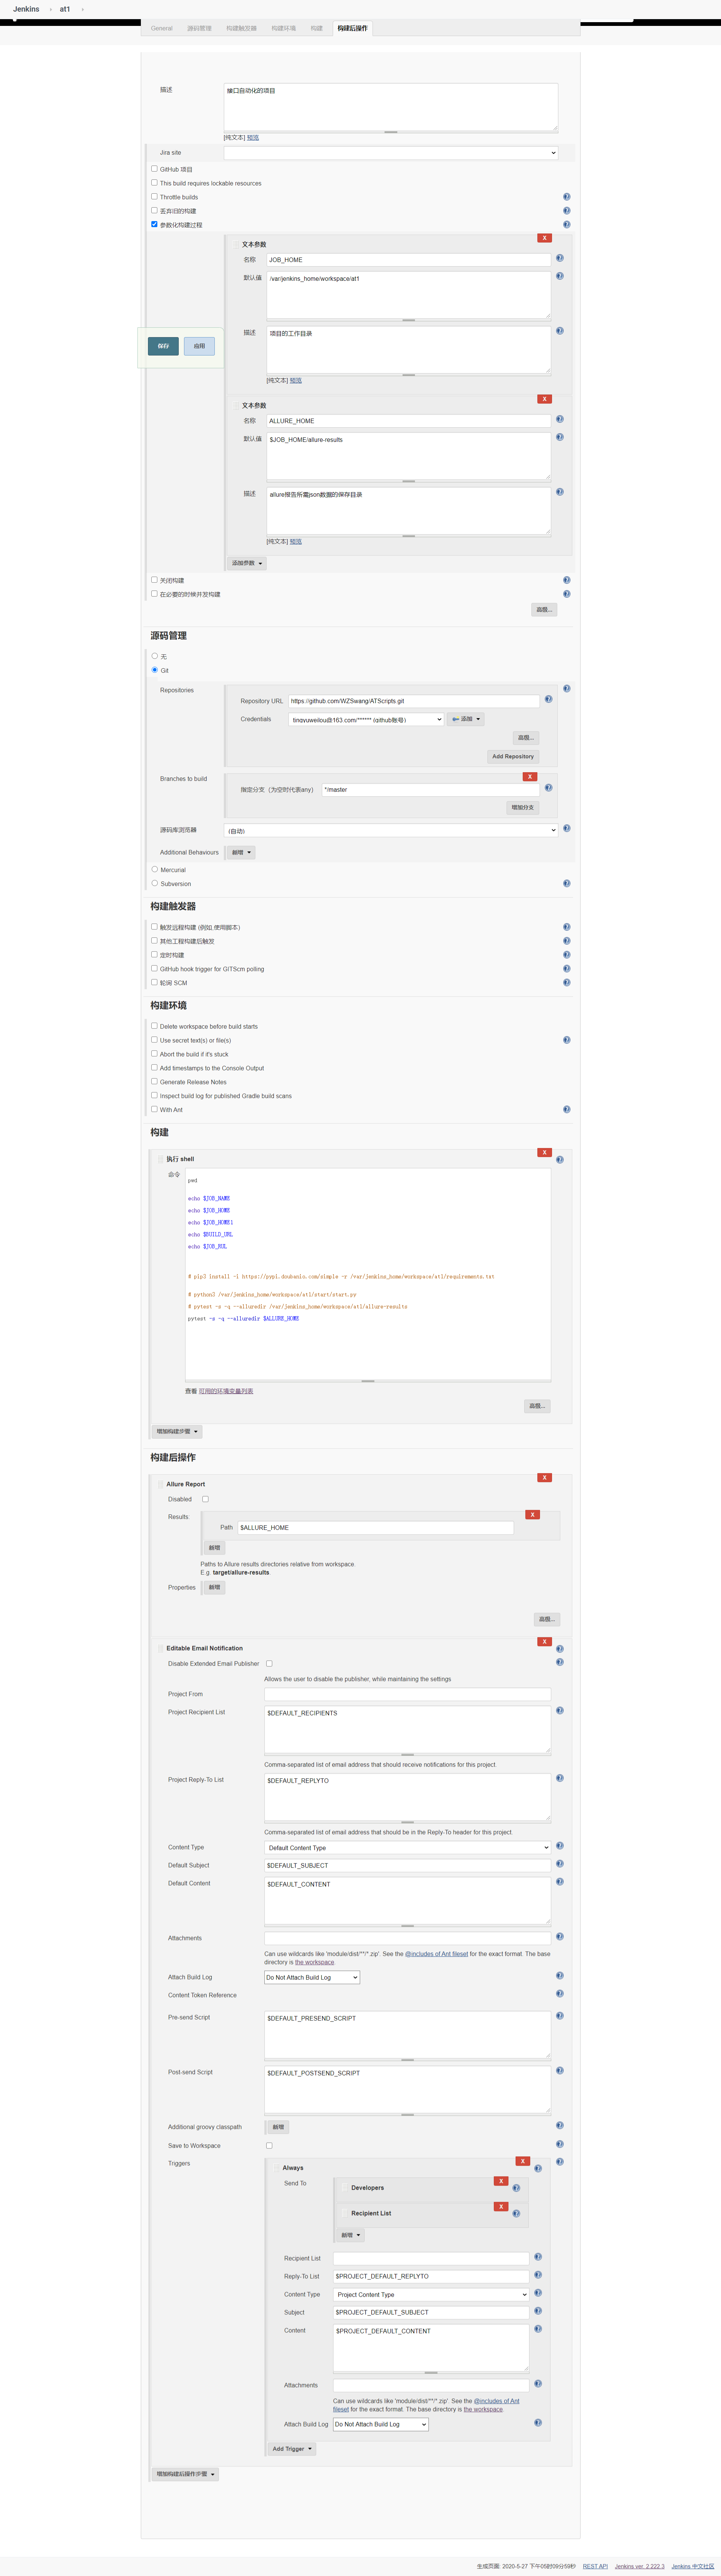 Jenkins › at1 ›
General 源码管理 构建触发器 构建环境 构建 构建后操作
描述 接口自动化的项目
[纯文本] 预览
Jira site
GitHub 项目
This build requires lockable resources
Throttle builds
丢弃旧的构建
参数化构建过程
X
文本参数
名称 JOB_HOME
默认值 /var/jenkins_home/workspace/at1
描述 项目的工作目录
保存 应用
[纯文本] 预览
X
文本参数
名称 ALLURE_HOME
默认值 $JOB_HOME/allure-results
描述 allure报告所需json数据的保存目录
[纯文本] 预览
添加参数
关闭构建
在必要的时候并发构建
高级...
源码管理
无
Git
Repositories
Repository URL https://github.com/WZSwang/ATScripts.git
Credentials tingyuweilou@163.com/****** (github账号) 添加
高级...
Add Repository
X
Branches to build
指定分支（为空时代表any） */master
增加分支
源码库浏览器 (自动)
Additional Behaviours 新增
Mercurial
Subversion
构建触发器
触发远程构建 (例如,使用脚本)
其他工程构建后触发
定时构建
GitHub hook trigger for GITScm polling
轮询 SCM
构建环境
Delete workspace before build starts
Use secret text(s) or file(s)
Abort the build if it's stuck
Add timestamps to the Console Output
Generate Release Notes
Inspect build log for published Gradle build scans
With Ant
构建
X
执行 shell
命令
pwd
echo $JOB_NAME
echo $JOB_HOME
echo $JOB_HOME1
echo $BUILD_URL
echo $JOB_RUL
# pip3 install -i https://pypi.doubanio.com/simple -r /var/jenkins_home/workspace/at1/requirements.txt
# python3 /var/jenkins_home/workspace/at1/start/start.py
# pytest -s -q --alluredir /var/jenkins_home/workspace/at1/allure-results
pytest -s -q --alluredir $ALLURE_HOME
查看 可用的环境变量列表
高级...
增加构建步骤
构建后操作
X
Allure Report
Disabled
Results:
X
Path $ALLURE_HOME
新增
Paths to Allure results directories relative from workspace.
E.g. target/allure-results.
Properties 新增
高级...
X
Editable Email Notification
Disable Extended Email Publisher
Allows the user to disable the publisher, while maintaining the settings
Project From
Project Recipient List $DEFAULT_RECIPIENTS
Comma-separated list of email address that should receive notifications for this project.
Project Reply-To List $DEFAULT_REPLYTO
Comma-separated list of email address that should be in the Reply-To header for this project.
Content Type Default Content Type
Default Subject $DEFAULT_SUBJECT
Default Content $DEFAULT_CONTENT
Attachments
Can use wildcards like 'module/dist/**/*.zip'. See the @includes of Ant fileset for the exact format. The base
directory is the workspace.
Attach Build Log Do Not Attach Build Log
Content Token Reference
Pre-send Script $DEFAULT_PRESEND_SCRIPT
Post-send Script $DEFAULT_POSTSEND_SCRIPT
Additional groovy classpath 新增
Save to Workspace
Triggers
X
Always
Send To
X
Developers
X
Recipient List
新增
Recipient List
Reply-To List $PROJECT_DEFAULT_REPLYTO
Content Type Project Content Type
Subject $PROJECT_DEFAULT_SUBJECT
Content $PROJECT_DEFAULT_CONTENT
Attachments
Can use wildcards like 'module/dist/**/*.zip'. See the @includes of Ant
fileset for the exact format. The base directory is the workspace.
Attach Build Log Do Not Attach Build Log
Add Trigger
增加构建后操作步骤
生成页面: 2020-5-27 下午05时09分59秒 REST API Jenkins ver. 2.222.3 Jenkins 中文社区